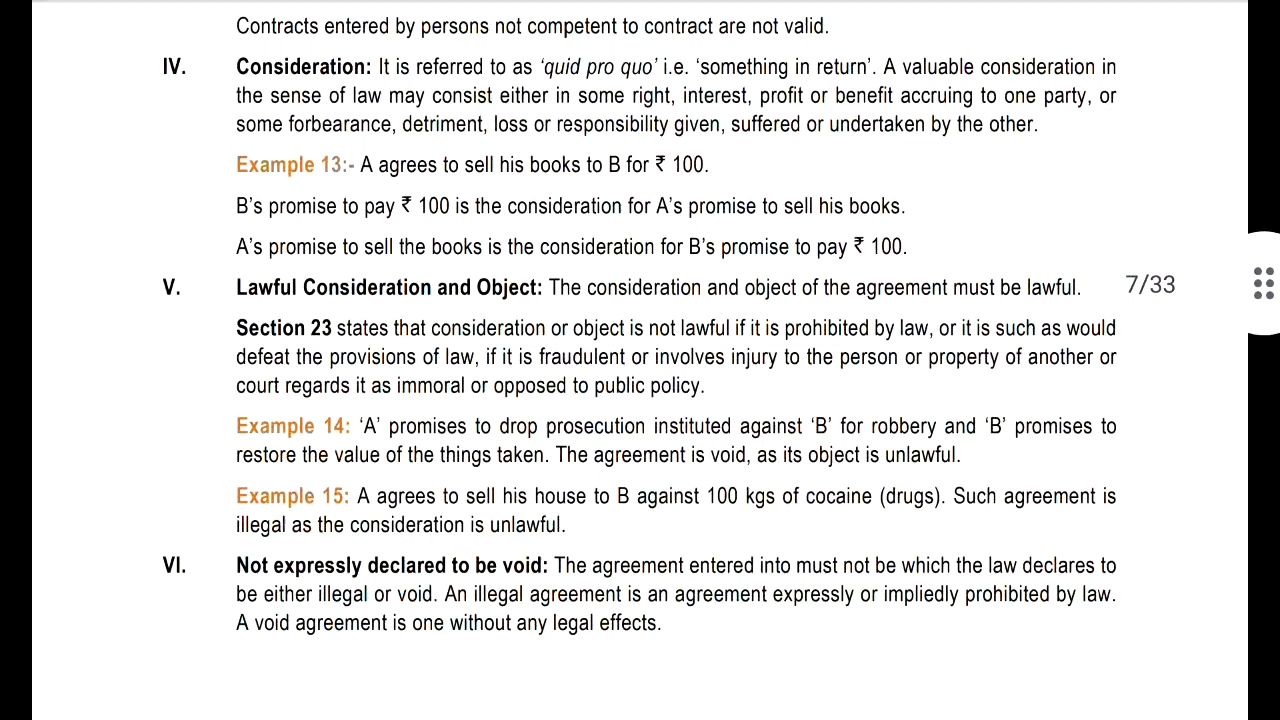 Contracts entered by persons not competent to contract are not valid.
IV. Consideration: It is referred to as ‘quid pro quo’ i.e. ‘something in return’. A valuable consideration in
the sense of law may consist either in some right, interest, profit or benefit accruing to one party, or
some forbearance, detriment, loss or responsibility given, suffered or undertaken by the other.
Example 13:- A agrees to sell his books to B for ₹ 100.
B’s promise to pay ₹ 100 is the consideration for A’s promise to sell his books.
A’s promise to sell the books is the consideration for B’s promise to pay ₹ 100.
V. Lawful Consideration and Object: The consideration and object of the agreement must be lawful.
7/33
Section 23 states that consideration or object is not lawful if it is prohibited by law, or it is such as would
defeat the provisions of law, if it is fraudulent or involves injury to the person or property of another or
court regards it as immoral or opposed to public policy.
Example 14: ‘A’ promises to drop prosecution instituted against ‘B’ for robbery and ‘B’ promises to
restore the value of the things taken. The agreement is void, as its object is unlawful.
Example 15: A agrees to sell his house to B against 100 kgs of cocaine (drugs). Such agreement is
illegal as the consideration is unlawful.
VI. Not expressly declared to be void: The agreement entered into must not be which the law declares to
be either illegal or void. An illegal agreement is an agreement expressly or impliedly prohibited by law.
A void agreement is one without any legal effects.